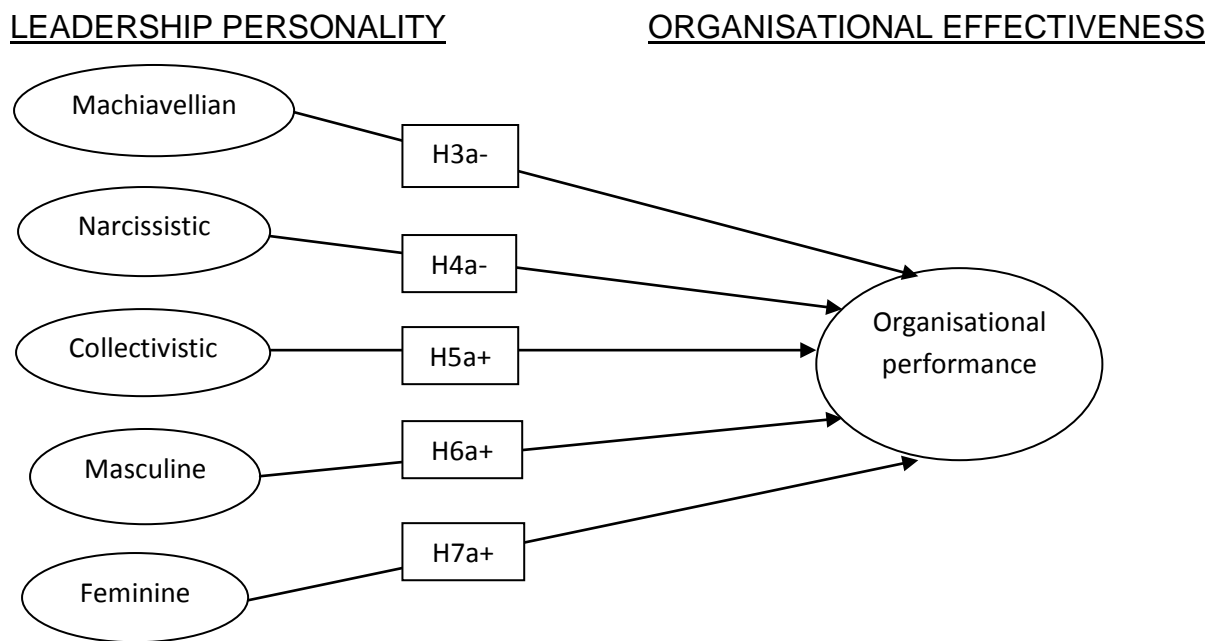 LEADERSHIP PERSONALITY
ORGANISATIONAL EFFECTIVENESS
Machiavellian
H3a-
Narcissistic
H4a-
Collectivistic
H5a+
Organisational
performance
Masculine
H6a+
Feminine
H7a+